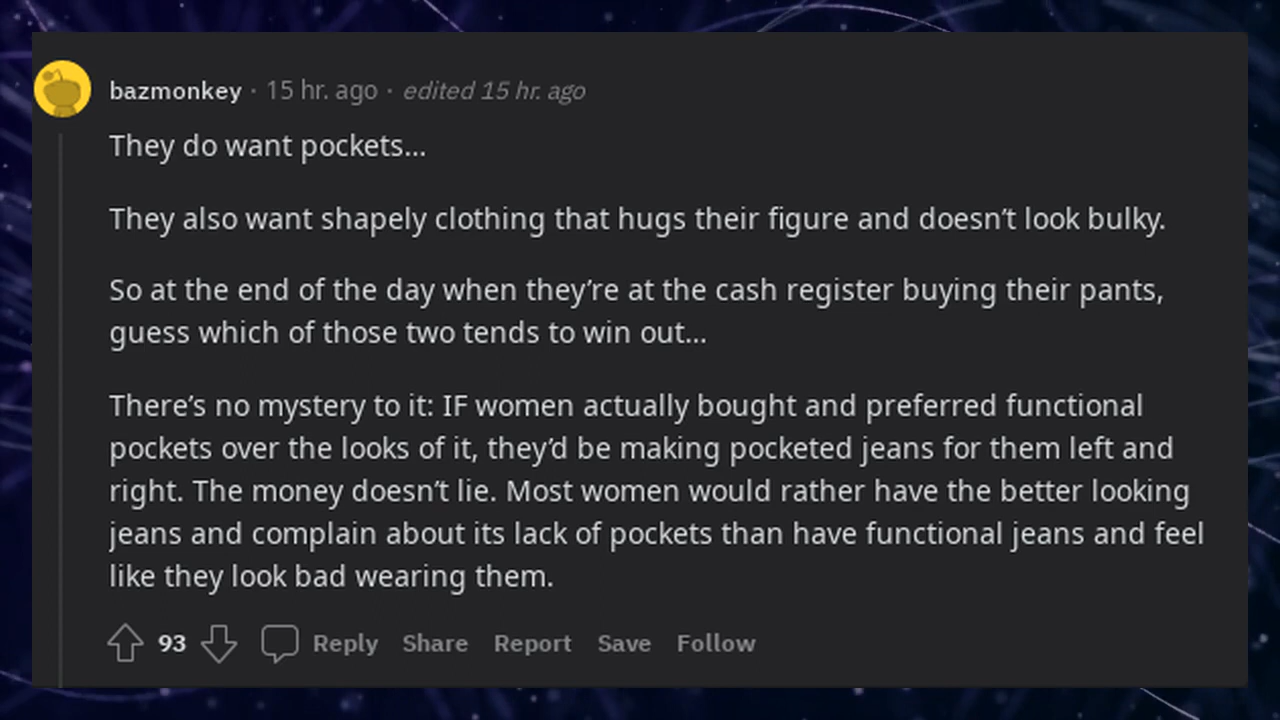 bazmonkey · 15 hr. ago · edited 15 hr. ago
They do want pockets...
They also want shapely clothing that hugs their figure and doesn't look bulky.
So at the end of the day when they're at the cash register buying their pants,
guess which of those two tends to win out...
There's no mystery to it: IF women actually bought and preferred functional
pockets over the looks of it, they'd be making pocketed jeans for them left and
right. The money doesn't lie. Most women would rather have the better looking
jeans and complain about its lack of pockets than have functional jeans and feel
like they look bad wearing them.
93 Reply Share Report Save Follow